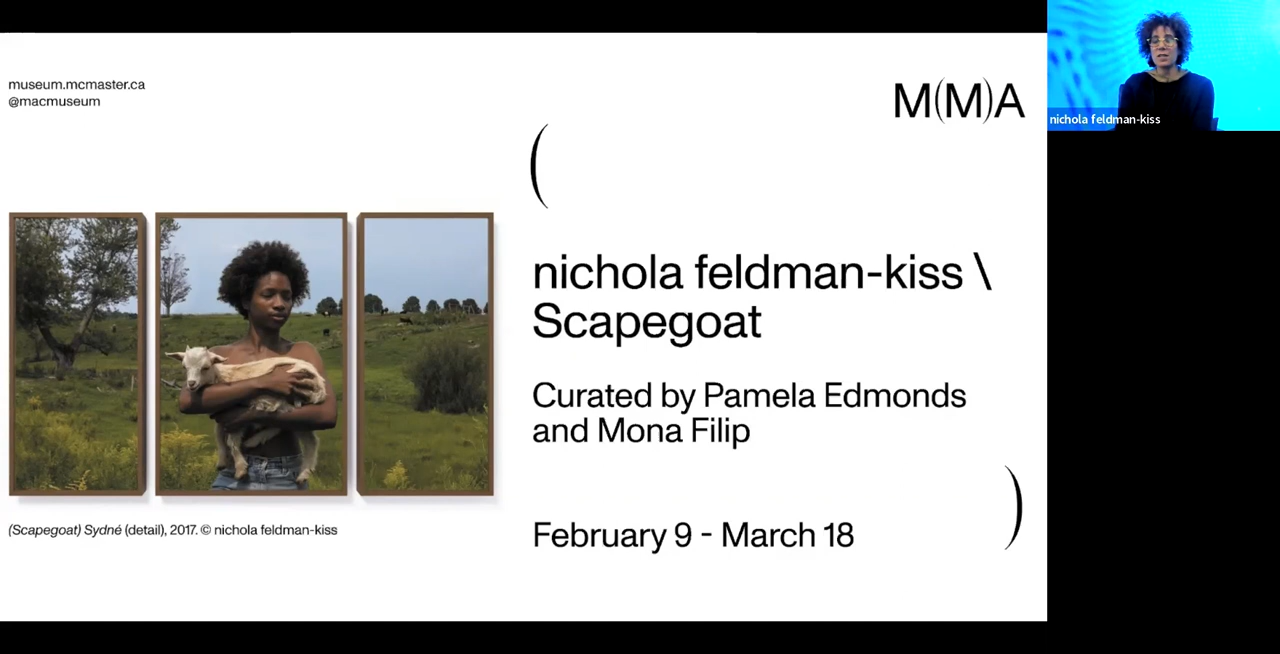 museum.mcmaster.ca
@macmuseum
M(M)A
nichola feldman-kiss
(
nichola feldman-kiss \
Scapegoat
Curated by Pamela Edmonds
and Mona Filip
)
February 9 - March 18
(Scapegoat) Sydné (detail), 2017. © nichola feldman-kiss